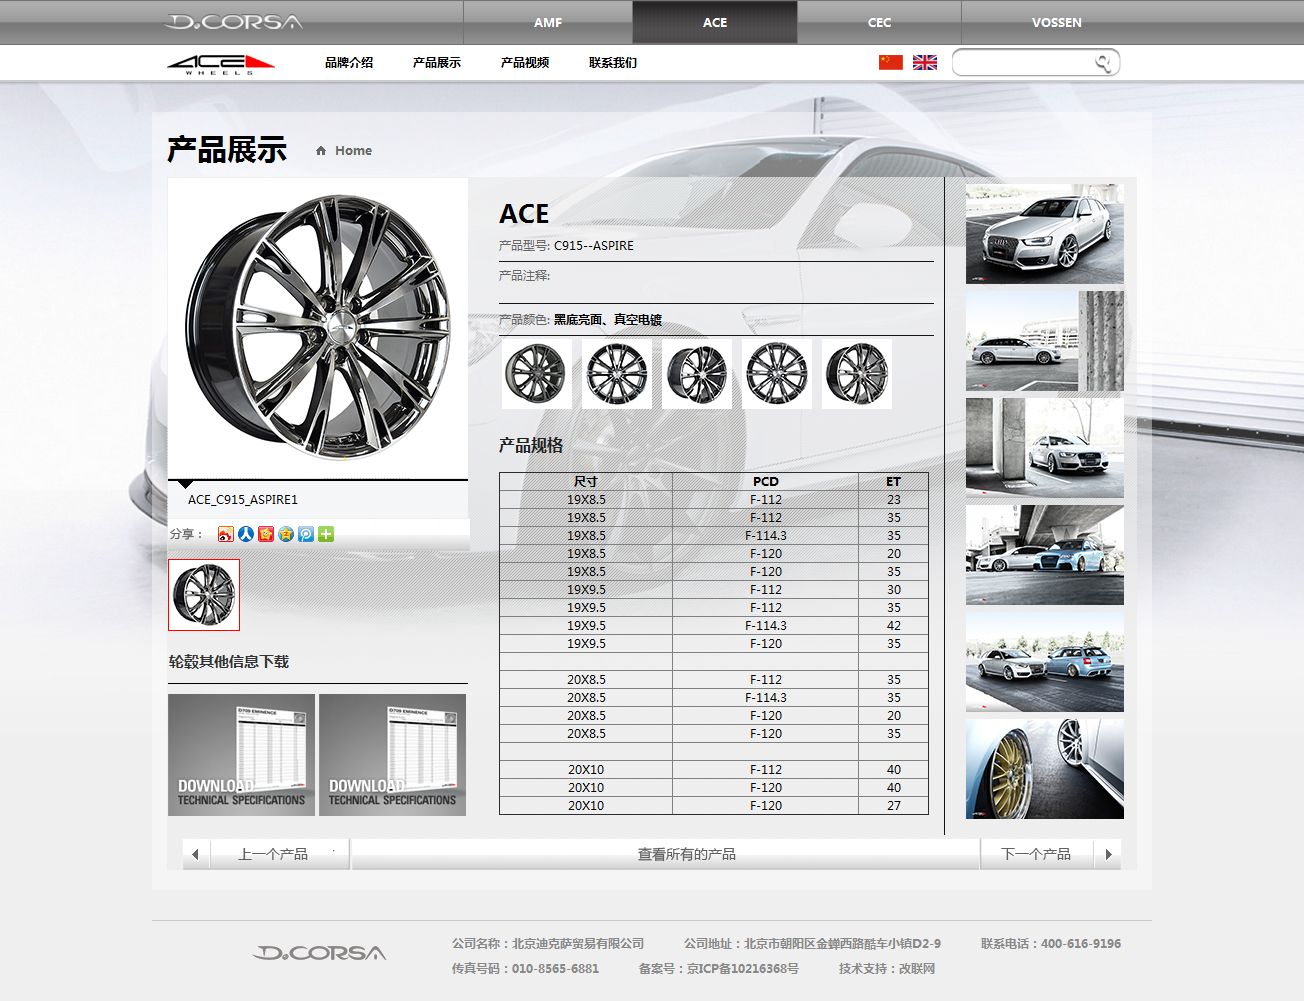 D.CORSA AMF ACE CEC VOSSEN
ACE WHEELS 品牌介绍 产品展示 产品视频 联系我们
产品展示 Home
ACE
产品型号: C915--ASPIRE
产品注释:
产品颜色: 黑底亮面、真空电镀
ACE_C915_ASPIRE1
分享：
轮毂其他信息下载
D709 EMINENCE
DOWNLOAD
TECHNICAL SPECIFICATIONS
D709 EMINENCE
DOWNLOAD
TECHNICAL SPECIFICATIONS
产品规格
尺寸 PCD ET
19X8.5 F-112 23
19X8.5 F-112 35
19X8.5 F-114.3 35
19X8.5 F-120 20
19X8.5 F-120 35
19X9.5 F-112 30
19X9.5 F-112 35
19X9.5 F-114.3 42
19X9.5 F-120 35
20X8.5 F-112 35
20X8.5 F-114.3 35
20X8.5 F-120 20
20X8.5 F-120 35
20X10 F-112 40
20X10 F-120 40
20X10 F-120 27
上一个产品 查看所有的产品 下一个产品
D.CORSA
公司名称：北京迪克萨贸易有限公司 公司地址：北京市朝阳区金蝉西路酷车小镇D2-9 联系电话：400-616-9196
传真号码：010-8565-6881 备案号：京ICP备10216368号 技术支持：改联网